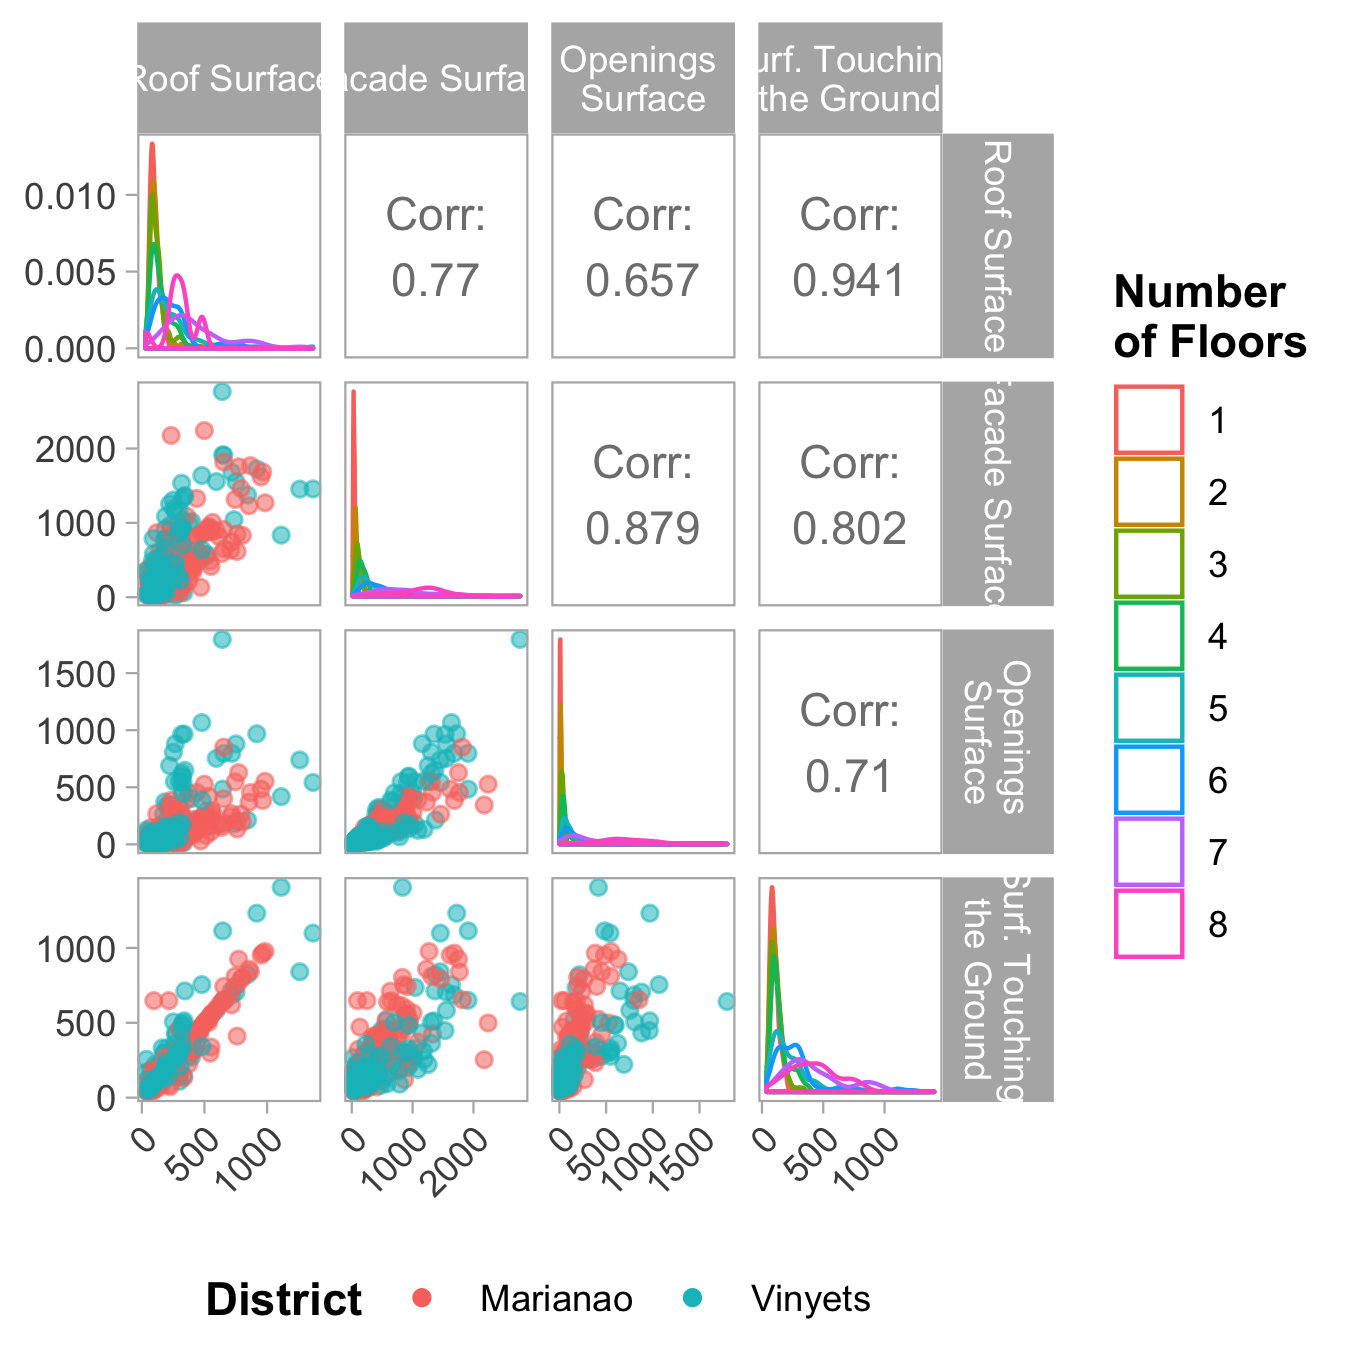 Roof Surface
acade Surfa
Openings
Surface
urf. Touchin
the Ground
0.010
0.005
0.000
Corr:
0.77
Corr:
0.657
Corr:
0.941
Roof Surface
2000
1000
0
Corr:
0.879
Corr:
0.802
acade Surfac
1500
1000
500
0
Corr:
0.71
Openings
Surface
1000
500
0
Surf. Touching
the Ground
0
500
1000
0
1000
2000
0
500
1000
1500
0
500
1000
Number
of Floors
1
2
3
4
5
6
7
8
District
Marianao
Vinyets